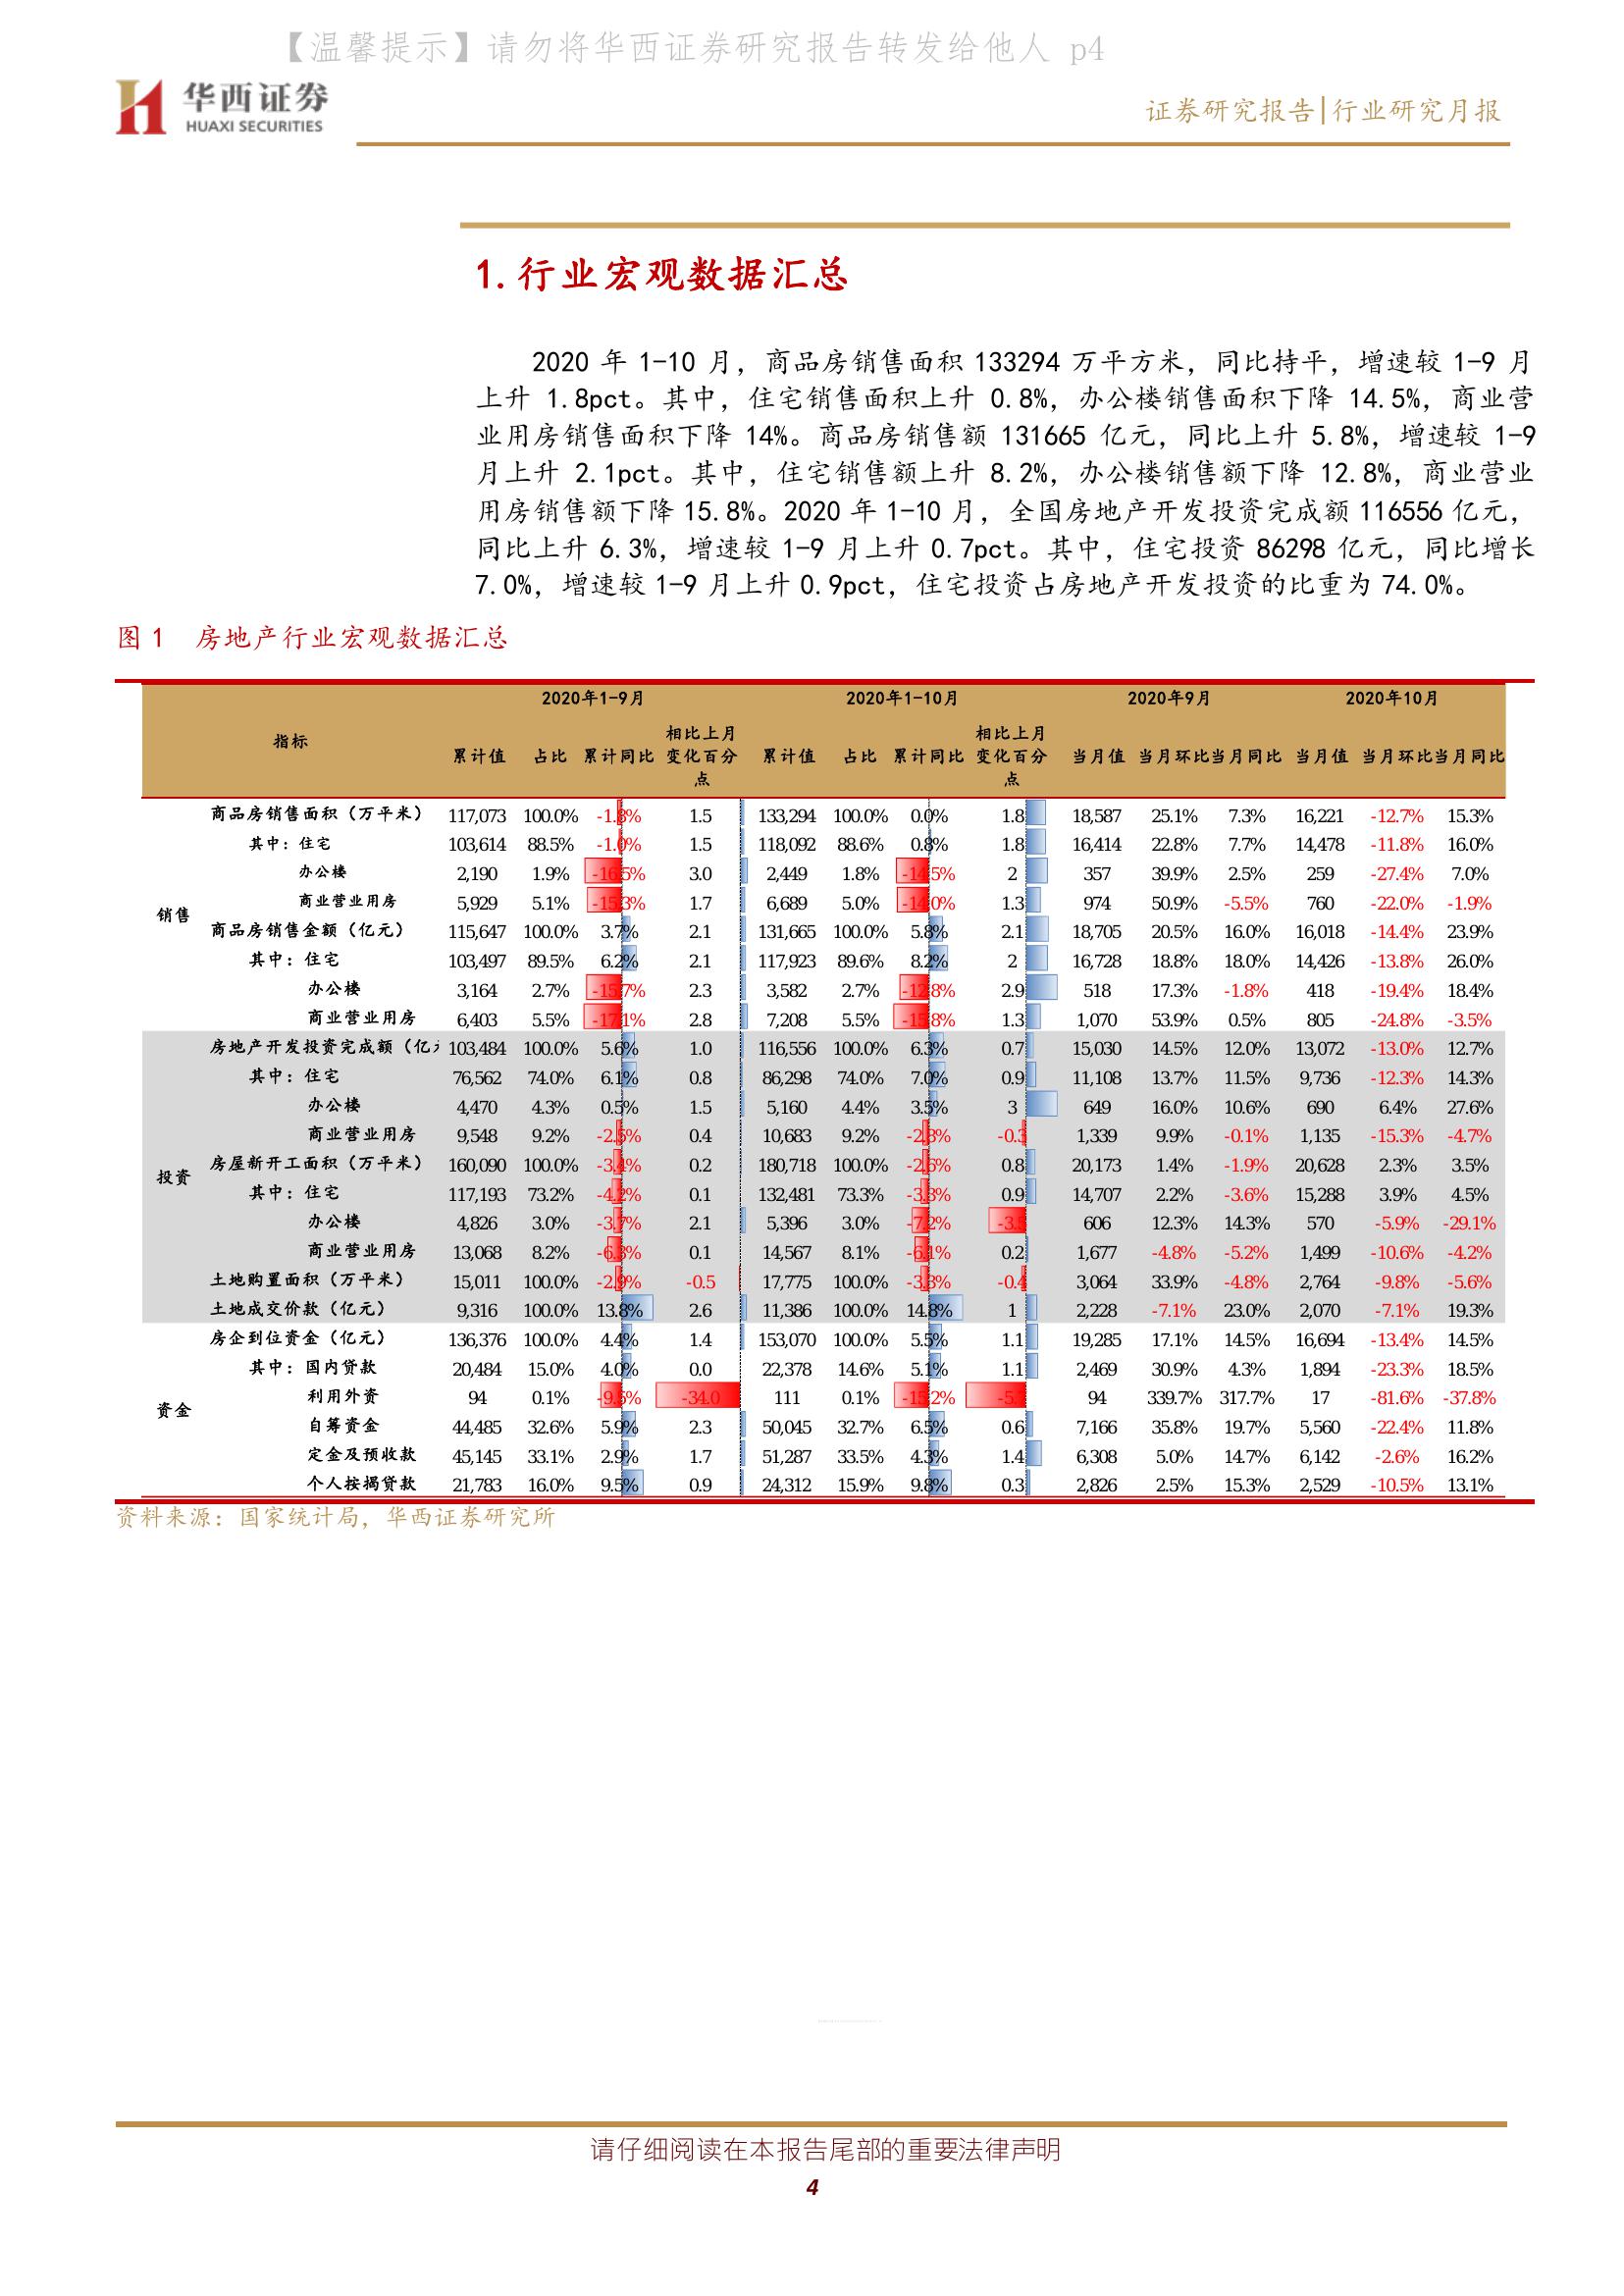 【温馨提示】请勿将华西证券研究报告转发给他人 p4
华西证券
HUAXI SECURITIES
证券研究报告|行业研究月报
1.行业宏观数据汇总
2020 年 1-10 月，商品房销售面积 133294 万平方米，同比持平，增速较 1-9 月
上升 1.8pct。其中，住宅销售面积上升 0.8%，办公楼销售面积下降 14.5%，商业营
业用房销售面积下降 14%。商品房销售额 131665 亿元，同比上升 5.8%，增速较 1-9
月上升 2.1pct。其中，住宅销售额上升 8.2%，办公楼销售额下降 12.8%，商业营业
用房销售额下降 15.8%。2020 年 1-10 月，全国房地产开发投资完成额 116556 亿元，
同比上升 6.3%，增速较 1-9 月上升 0.7pct。其中，住宅投资 86298 亿元，同比增长
7.0%，增速较 1-9 月上升 0.9pct，住宅投资占房地产开发投资的比重为 74.0%。
图 1 房地产行业宏观数据汇总
2020年1-9月 2020年1-10月 2020年9月 2020年10月
指标 累计值 占比 累计同比 相比上月变化百分点 累计值 占比 累计同比 相比上月变化百分点 当月值 当月环比 当月同比 当月值 当月环比 当月同比
销售
商品房销售面积（万平米） 117,073 100.0% -1.8% 1.5 133,294 100.0% 0.0% 1.8 18,587 25.1% 7.3% 16,221 -12.7% 15.3%
其中：住宅 103,614 88.5% -1.0% 1.5 118,092 88.6% 0.8% 1.8 16,414 22.8% 7.7% 14,478 -11.8% 16.0%
办公楼 2,190 1.9% -16.5% 3.0 2,449 1.8% -14.5% 2 357 39.9% 2.5% 259 -27.4% 7.0%
商业营业用房 5,929 5.1% -15.3% 1.7 6,689 5.0% -14.0% 1.3 974 50.9% -5.5% 760 -22.0% -1.9%
商品房销售金额（亿元） 115,647 100.0% 3.7% 2.1 131,665 100.0% 5.8% 2.1 18,705 20.5% 16.0% 16,018 -14.4% 23.9%
其中：住宅 103,497 89.5% 6.2% 2.1 117,923 89.6% 8.2% 2 16,728 18.8% 18.0% 14,426 -13.8% 26.0%
办公楼 3,164 2.7% -15.7% 2.3 3,582 2.7% -12.8% 2.9 518 17.3% -1.8% 418 -19.4% 18.4%
商业营业用房 6,403 5.5% -17.1% 2.8 7,208 5.5% -15.8% 1.3 1,070 53.9% 0.5% 805 -24.8% -3.5%
投资
房地产开发投资完成额（亿 103,484 100.0% 5.6% 1.0 116,556 100.0% 6.3% 0.7 15,030 14.5% 12.0% 13,072 -13.0% 12.7%
其中：住宅 76,562 74.0% 6.1% 0.8 86,298 74.0% 7.0% 0.9 11,108 13.7% 11.5% 9,736 -12.3% 14.3%
办公楼 4,470 4.3% 0.5% 1.5 5,160 4.4% 3.5% 3 649 16.0% 10.6% 690 6.4% 27.6%
商业营业用房 9,548 9.2% -2.5% 0.4 10,683 9.2% -2.8% -0.3 1,339 9.9% -0.1% 1,135 -15.3% -4.7%
房屋新开工面积（万平米） 160,090 100.0% -3.4% 0.2 180,718 100.0% -2.6% 0.8 20,173 1.4% -1.9% 20,628 2.3% 3.5%
其中：住宅 117,193 73.2% -4.2% 0.1 132,481 73.3% -3.3% 0.9 14,707 2.2% -3.6% 15,288 3.9% 4.5%
办公楼 4,826 3.0% -3.7% 2.1 5,396 3.0% -7.2% -3.5 606 12.3% 14.3% 570 -5.9% -29.1%
商业营业用房 13,068 8.2% -6.3% 0.1 14,567 8.1% -6.1% 0.2 1,677 -4.8% -5.2% 1,499 -10.6% -4.2%
土地购置面积（万平米） 15,011 100.0% -2.9% -0.5 17,775 100.0% -3.3% -0.4 3,064 33.9% -4.8% 2,764 -9.8% -5.6%
土地成交价款（亿元） 9,316 100.0% 13.8% 2.6 11,386 100.0% 14.8% 1 2,228 -7.1% 23.0% 2,070 -7.1% 19.3%
资金
房企到位资金（亿元） 136,376 100.0% 4.4% 1.4 153,070 100.0% 5.5% 1.1 19,285 17.1% 14.5% 16,694 -13.4% 14.5%
其中：国内贷款 20,484 15.0% 4.0% 0.0 22,378 14.6% 5.1% 1.1 2,469 30.9% 4.3% 1,894 -23.3% 18.5%
利用外资 94 0.1% -9.5% -34.0 111 0.1% -15.2% 94 339.7% 317.7% 17 -81.6% -37.8%
自筹资金 44,485 32.6% 5.9% 2.3 50,045 32.7% 6.5% 0.6 7,166 35.8% 19.7% 5,560 -22.4% 11.8%
定金及预收款 45,145 33.1% 2.9% 1.7 51,287 33.5% 4.3% 1.4 6,308 5.0% 14.7% 6,142 -2.6% 16.2%
个人按揭贷款 21,783 16.0% 9.5% 0.9 24,312 15.9% 9.8% 0.3 2,826 2.5% 15.3% 2,529 -10.5% 13.1%
资料来源：国家统计局，华西证券研究所
请仔细阅读在本报告尾部的重要法律声明
4